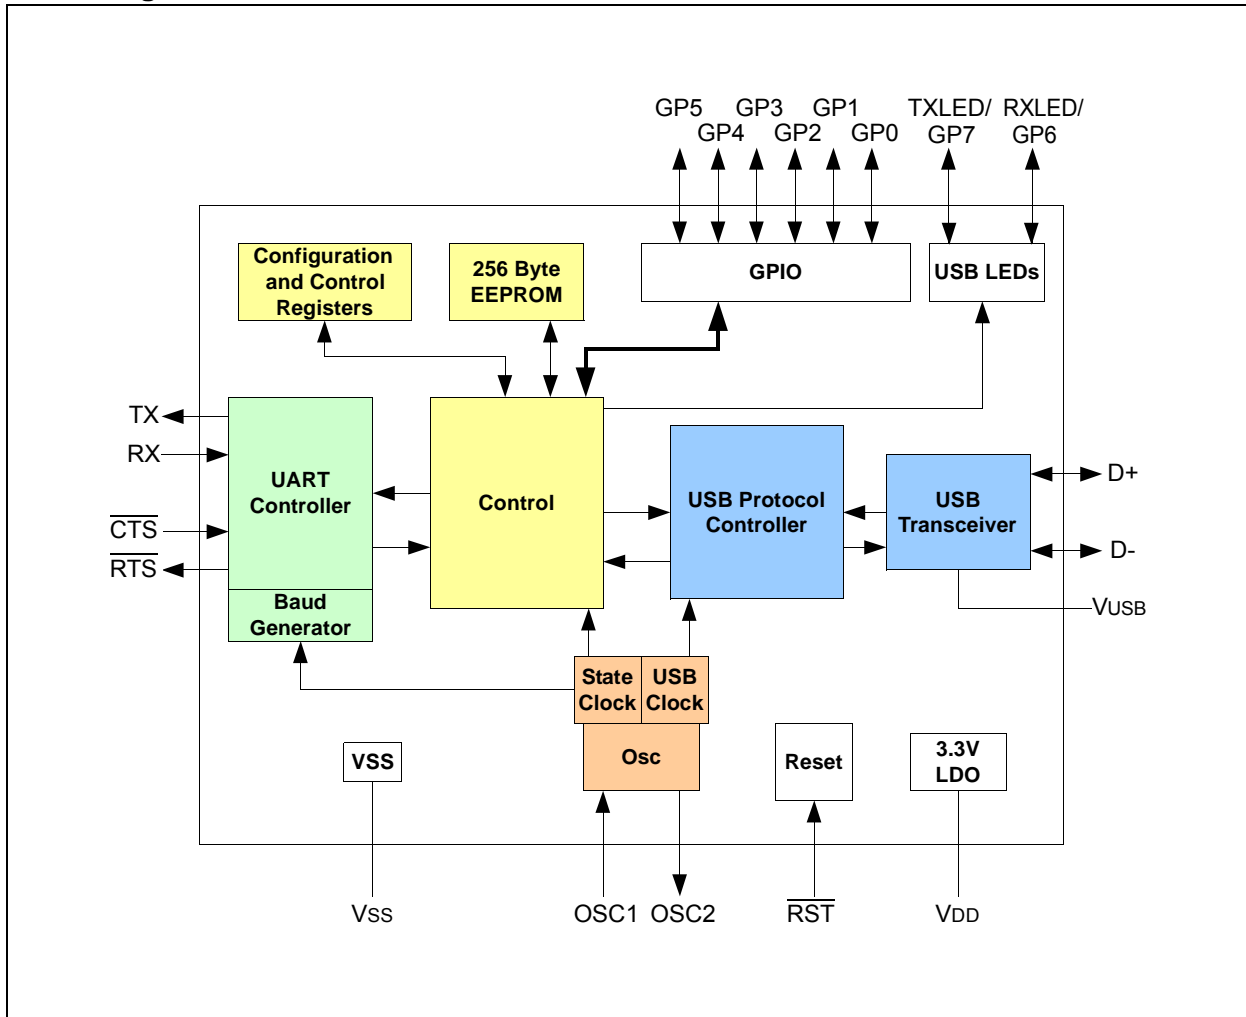 GP5 GP3 GP1 TXLED/ RXLED/
GP4 GP2 GP0 GP7 GP6
Configuration
and Control
Registers
256 Byte
EEPROM
GPIO
USB LEDs
TX
RX
CTS
RTS
UART
Controller
Baud
Generator
Control
USB Protocol
Controller
USB
Transceiver
D+
D-
VUSB
State
Clock
USB
Clock
Osc
VSS
Reset
3.3V
LDO
VSS
OSC1
OSC2
RST
VDD